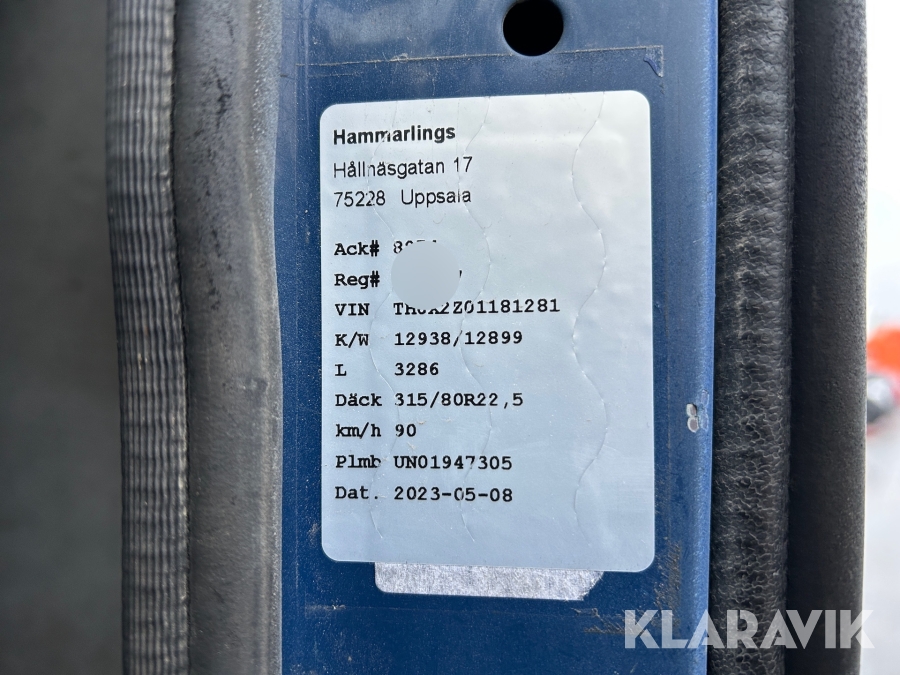 Hammarlings
Hållnäsgatan 17
75228 Uppsala
Ack#
Reg#
VIN
K/W 12938/12899
L 3286
Däck 315/80R22,5
km/h 90
Plmb UN01947305
Dat. 2023-05-08
KLARAVIK